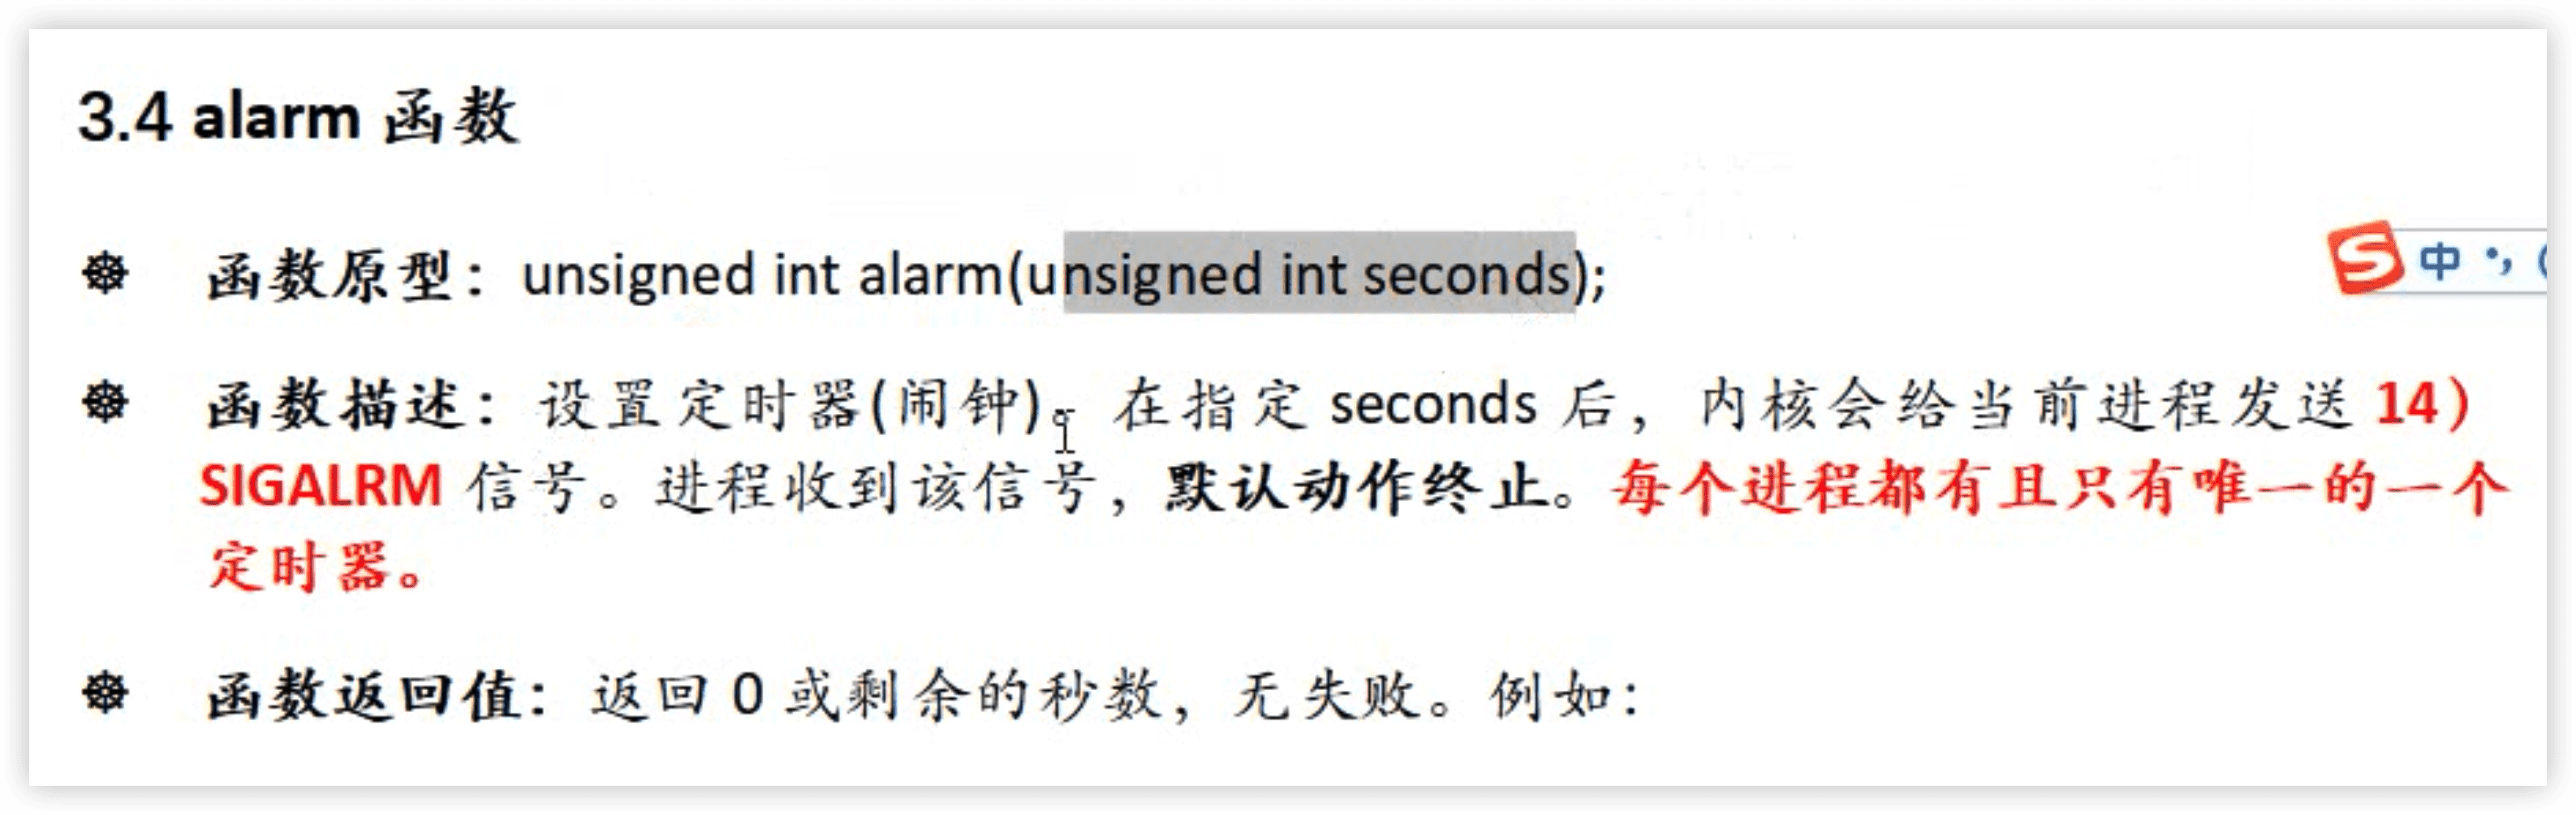 3.4 alarm 函数
函数原型：unsigned int alarm(unsigned int seconds);
中
函数描述：设置定时器(闹钟)。在指定 seconds 后，内核会给当前进程发送 14）
SIGALRM 信号。进程收到该信号，默认动作终止。每个进程都有且只有唯一的一个
定时器。
函数返回值：返回 0 或剩余的秒数，无失败。例如：